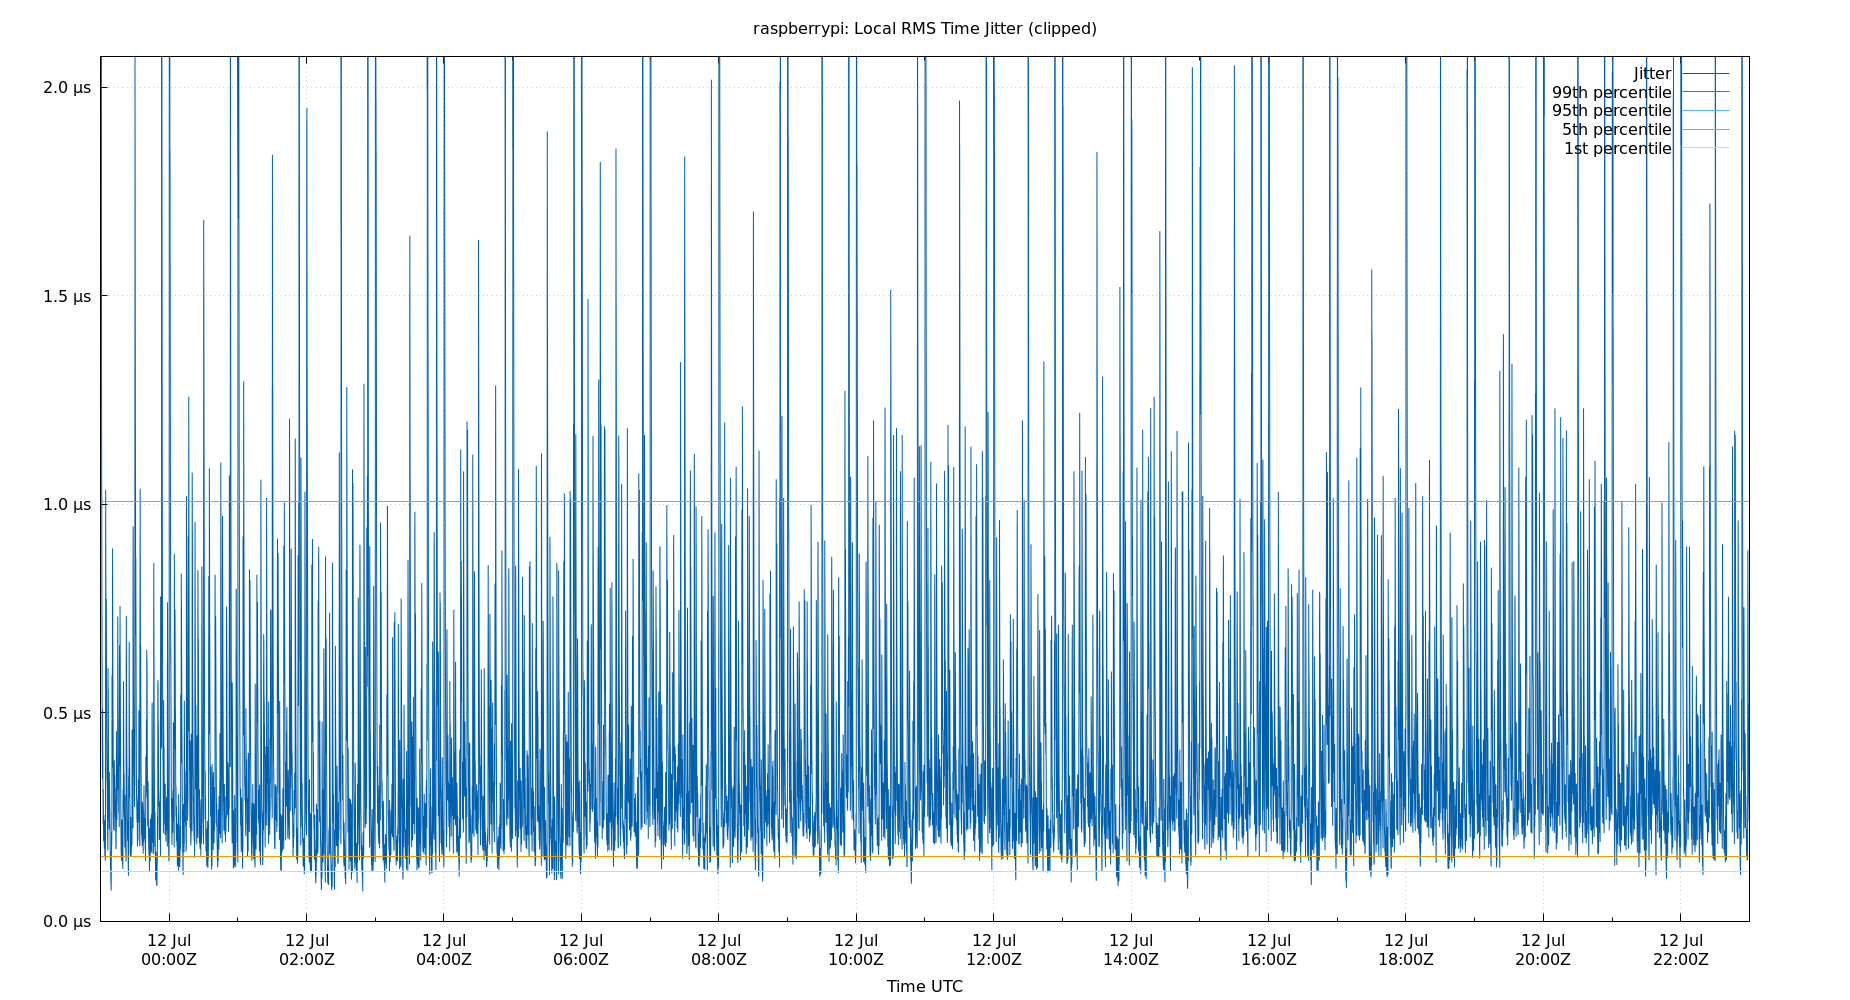 raspberrypi: Local RMS Time Jitter (clipped)
2.0 µs
1.5 µs
1.0 µs
0.5 µs
0.0 µs
Jitter
99th percentile
95th percentile
5th percentile
1st percentile
12 Jul 12 Jul 12 Jul 12 Jul 12 Jul 12 Jul 12 Jul 12 Jul 12 Jul 12 Jul 12 Jul 12 Jul
00:00Z 02:00Z 04:00Z 06:00Z 08:00Z 10:00Z 12:00Z 14:00Z 16:00Z 18:00Z 20:00Z 22:00Z
Time UTC